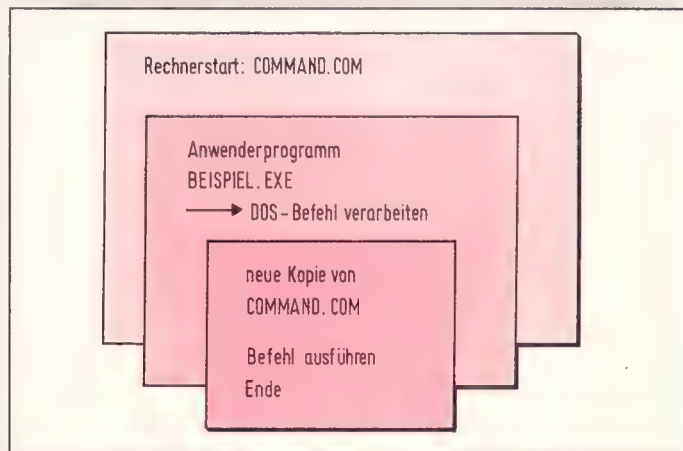 Rechnerstart: COMMAND.COM
Anwenderprogramm
BEISPIEL.EXE
DOS-Befehl verarbeiten
neue Kopie von
COMMAND.COM
Befehl ausführen
Ende